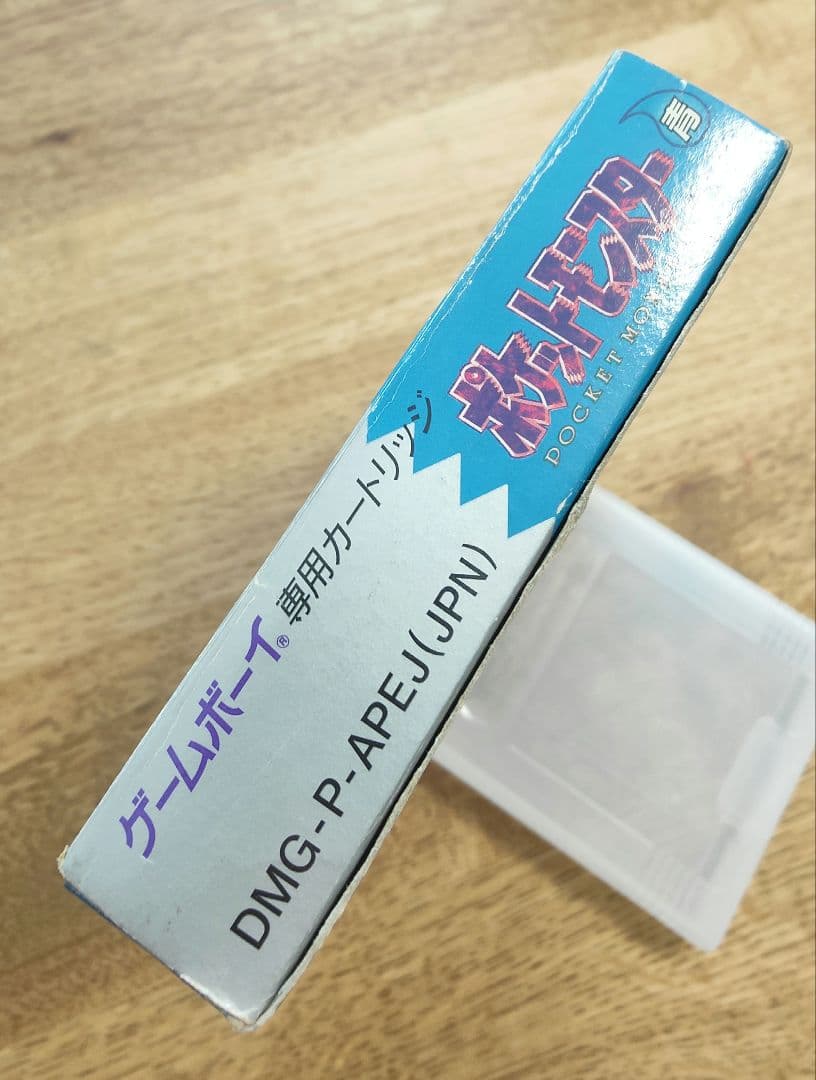 ゲームボーイ® 専用カートリッジ
DMG-P-APEJ(JPN)
ポケットモンスター
POCKET
青